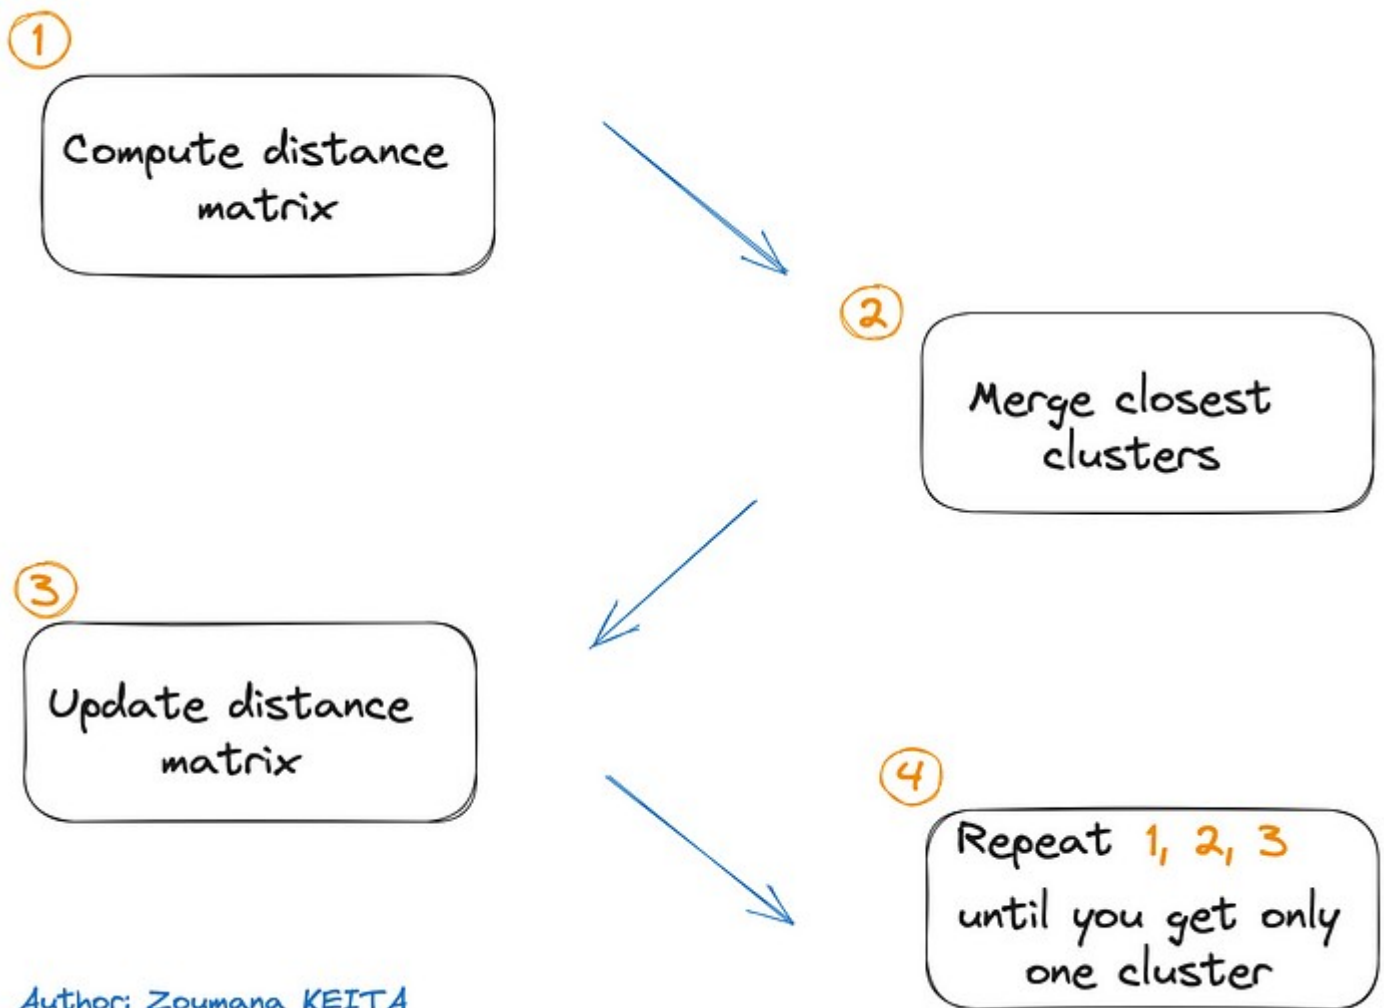 1
Compute distance
matrix
2
Merge closest
clusters
3
Update distance
matrix
4
Repeat 1, 2, 3
until you get only
one cluster
Author: Zoumana KEITA